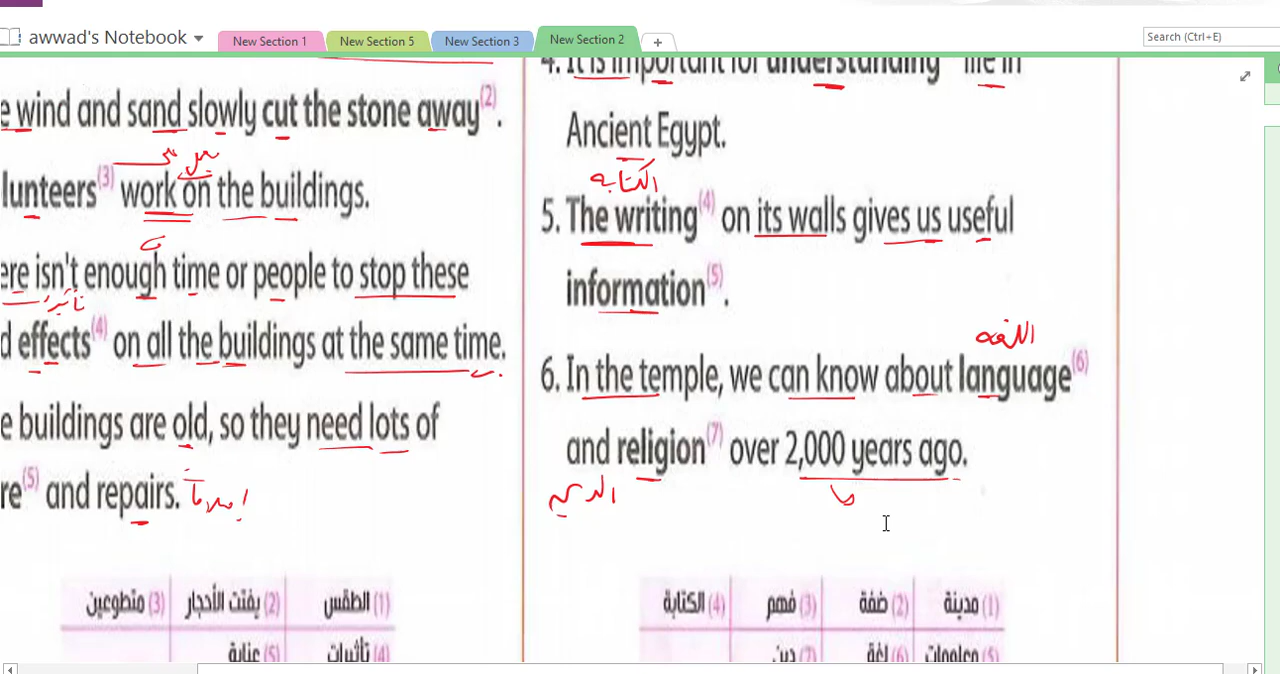 awwad's Notebook
New Section 1
New Section 5
New Section 3
New Section 2
+
Search (Ctrl+E)
e wind and sand slowly cut the stone away(2).
lunteers(3) work on the buildings.
ere isn't enough time or people to stop these
d effects(4) on all the buildings at the same time.
e buildings are old, so they need lots of
re(5) and repairs.
(1) الطقس
(2) يفتت الأحجار
(3) متطوعين
(4) تأثيرات
(5) عناية
4. It is important for understanding life in
Ancient Egypt.
الكتابه
5. The writing(4) on its walls gives us useful
information(5).
اللغه
6. In the temple, we can know about language(6)
and religion(7) over 2,000 years ago.
(1) مدينة
(2) ضفة
(3) فهم
(4) الكتابة
(5) معلومات
(6) لغة
(7) دين